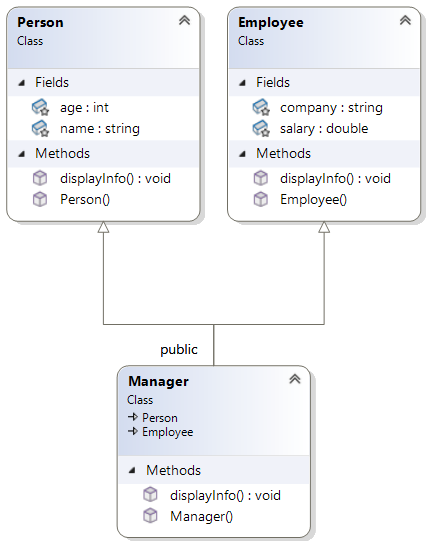 Person
Class
Fields
age : int
name : string
Methods
displayInfo() : void
Person()
Employee
Class
Fields
company : string
salary : double
Methods
displayInfo() : void
Employee()
public
Manager
Class
Person
Employee
Methods
displayInfo() : void
Manager()